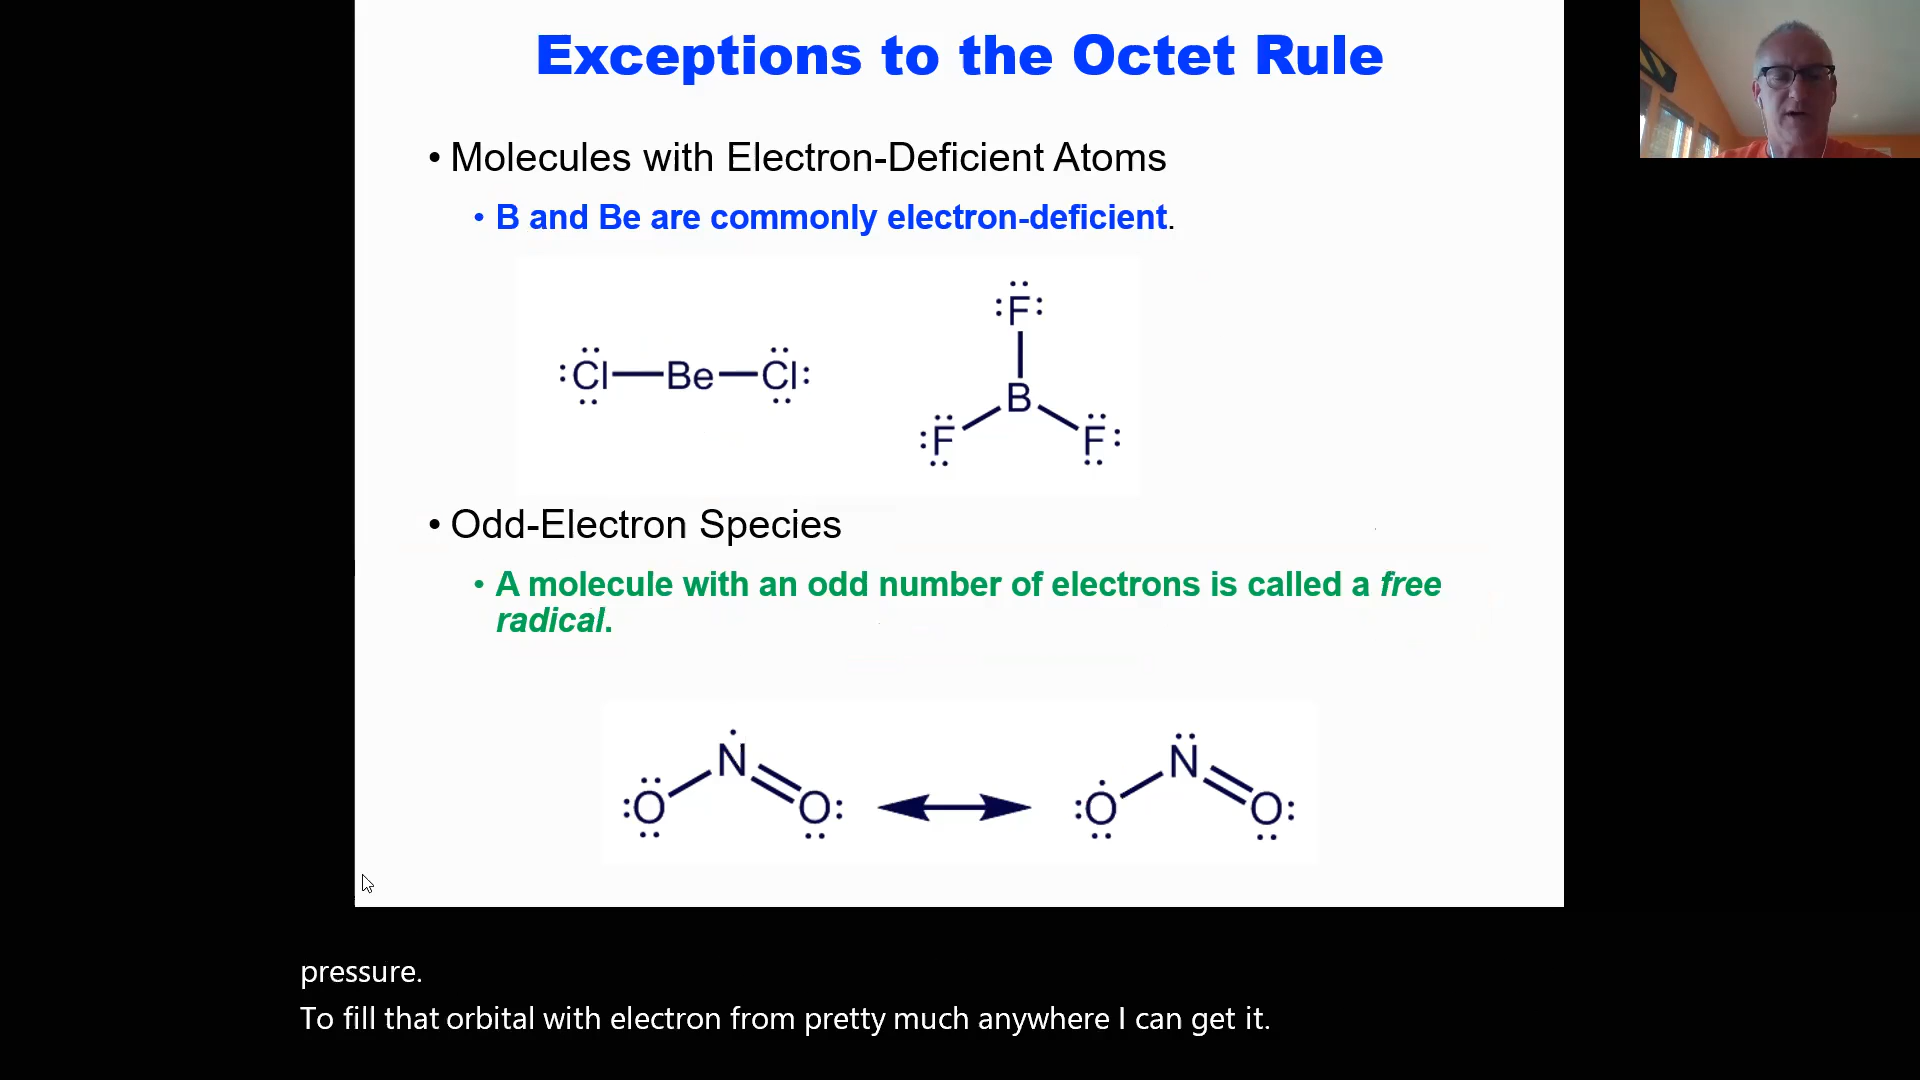 Exceptions to the Octet Rule
• Molecules with Electron-Deficient Atoms
• B and Be are commonly electron-deficient.
:F:
:Cl—Be—Cl:
B
:F F:
• Odd-Electron Species
• A molecule with an odd number of electrons is called a free
radical.
N N
:O O: :O O:
pressure.
To fill that orbital with electron from pretty much anywhere I can get it.